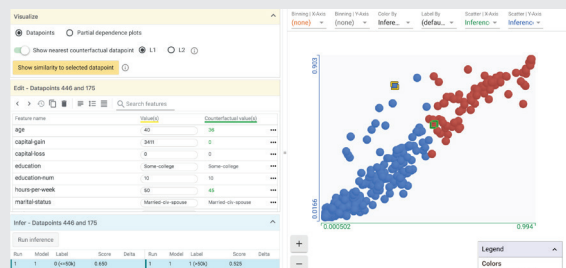 Visualize
Datapoints Partial dependence plots
Show nearest counterfactual datapoint L1 L2
Show similarity to selected datapoint
Edit - Datapoints 446 and 175
Search features
Feature name Value(s) Counterfactual value(s)
age 40 38
capital-gain 3411 0
capital-loss 0 0
education Some-college Some-college
education-num 10 10
hours-per-week 50 45
marital-status Married-civ-spouse Married-civ-spouse
Infer - Datapoints 446 and 175
Run inference
Run Model Label Score Delta Run Model Label Score Delta
1 1 0 (<=50k) 0.650 1 1 1 (>50k) 0.525
Binning | X-Axis Binning | Y-Axis Color By Label By Scatter | X-Axis Scatter | Y-Axis
(none) (none) Infere... (defau... Inferenc Inferenc
0.903
0.0166
0.000502 0.994
+
−
Legend
Colors